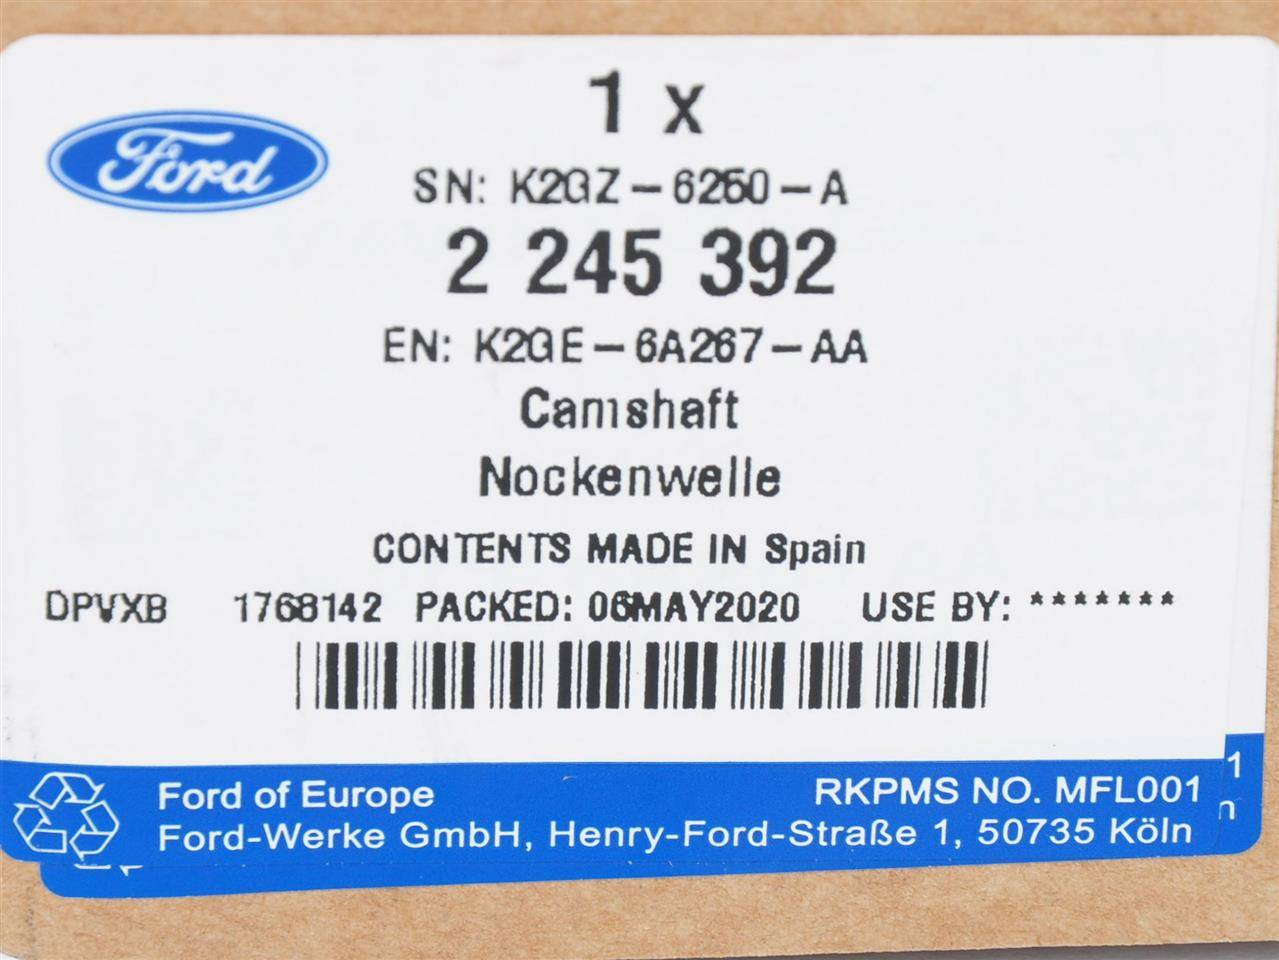 1 x
Ford
SN: K2GZ-6250-A
2 245 392
EN: K2GE-6A267-AA
Camshaft
Nockenwelle
CONTENTS MADE IN Spain
DPVXB 1768142 PACKED: 06MAY2020 USE BY: *******
Ford of Europe RKPMS NO. MFL001
Ford-Werke GmbH, Henry-Ford-Straße 1, 50735 Köln
1
n